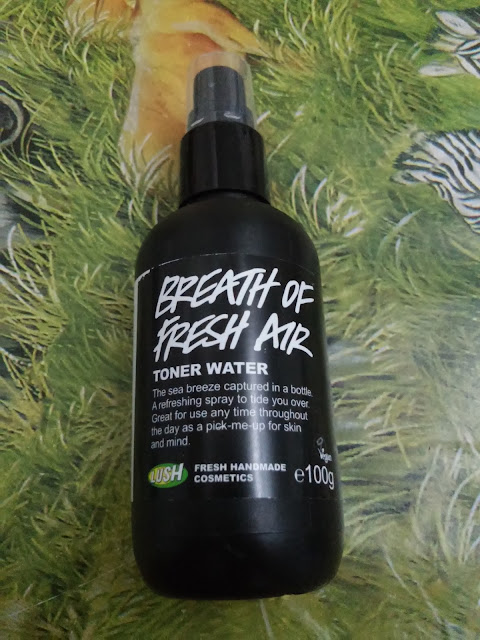 BREATH OF
FRESH AIR
TONER WATER
The sea breeze captured in a bottle.
A refreshing spray to tide you over.
Great for use any time throughout
the day as a pick-me-up for skin
and mind.
Vegan
LUSH
FRESH HANDMADE
COSMETICS
℮100g